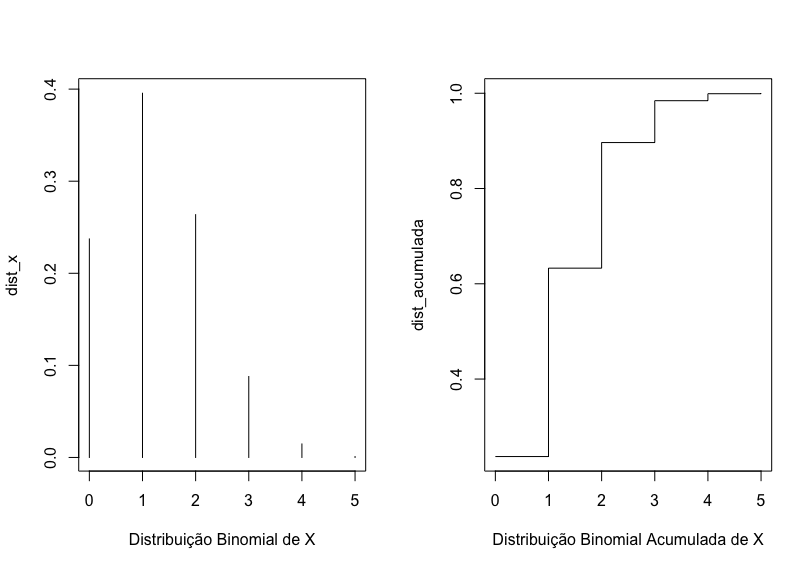 dist_x
0.4
0.3
0.2
0.1
0.0
0 1 2 3 4 5
Distribuição Binomial de X
dist_acumulada
1.0
0.8
0.6
0.4
0 1 2 3 4 5
Distribuição Binomial Acumulada de X